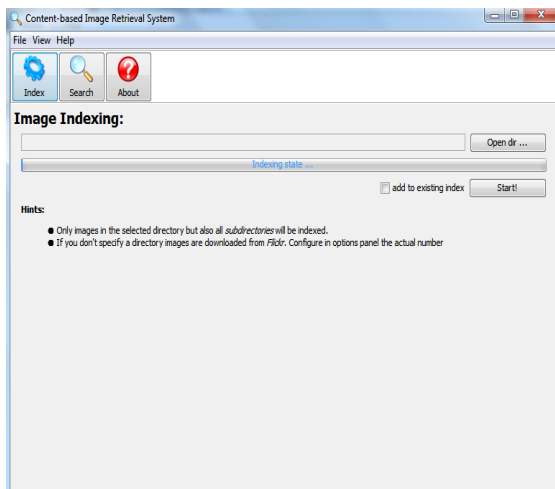 Content-based Image Retrieval System
File View Help
Index Search About
Image Indexing:
Open dir ...
Indexing state ...
add to existing index Start!
Hints:
Only images in the selected directory but also all subdirectories will be indexed.
If you don't specify a directory images are downloaded from Flickr. Configure in options panel the actual number